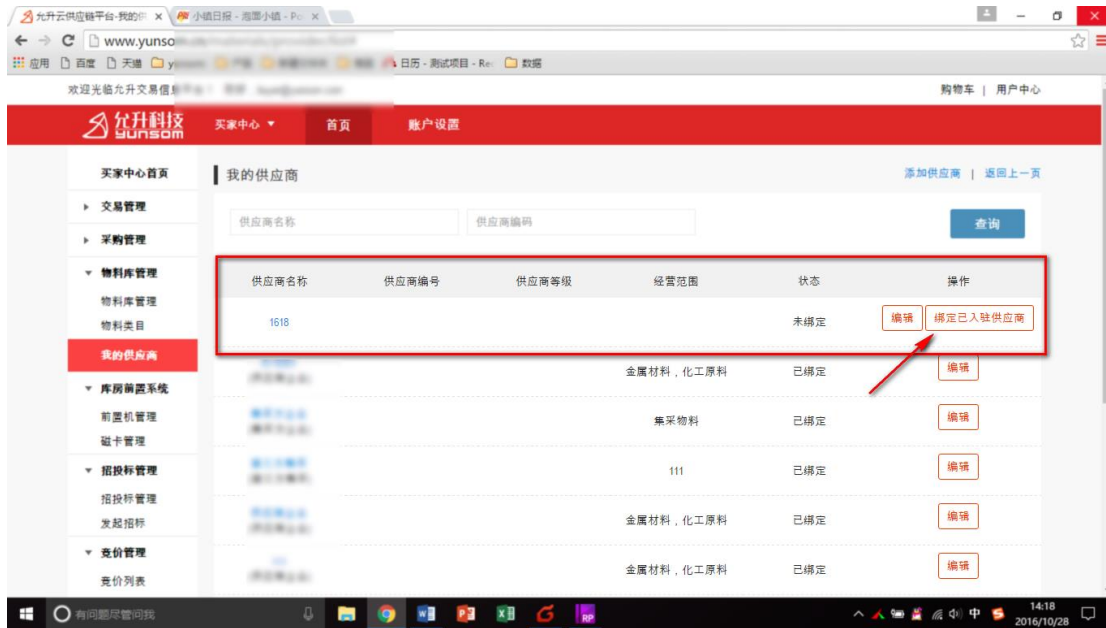 允升云供应链平台-我的供 × 小镇日报 - 泡面小镇 - Po ×
www.yunso
应用 百度 天猫 y 日历 - 测试项目 - Re 数据
欢迎光临允升交易信息 购物车 | 用户中心
允升科技 yunsom 买家中心 首页 账户设置
买家中心首页
交易管理
采购管理
物料库管理
物料库管理
物料类目
我的供应商
库房前置系统
前置机管理
磁卡管理
招投标管理
招投标管理
发起招标
竞价管理
竞价列表
我的供应商 添加供应商 | 返回上一页
供应商名称 供应商编码 查询
供应商名称 供应商编号 供应商等级 经营范围 状态 操作
1618 未绑定 编辑 绑定已入驻供应商
金属材料，化工原料 已绑定 编辑
集采物料 已绑定 编辑
111 已绑定 编辑
金属材料，化工原料 已绑定 编辑
金属材料，化工原料 已绑定 编辑
有问题尽管问我 中 14:18
2016/10/28